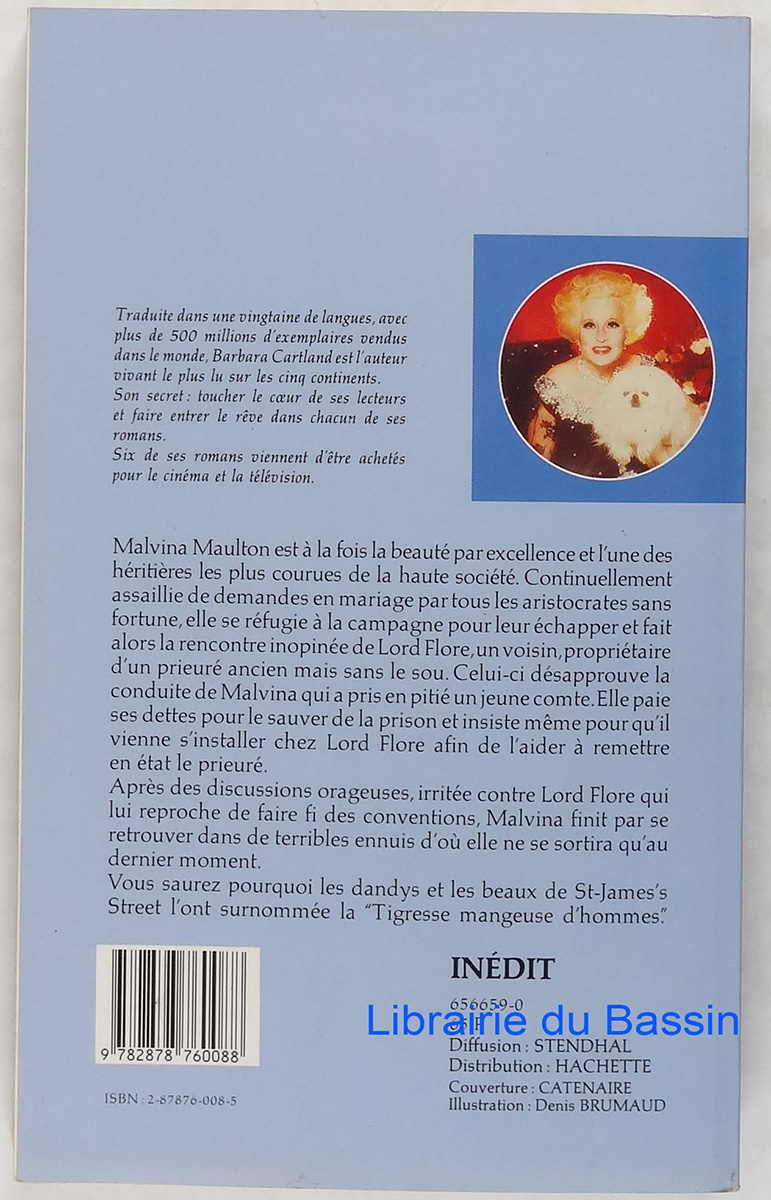 Traduite dans une vingtaine de langues, avec
plus de 500 millions d'exemplaires vendus
dans le monde, Barbara Cartland est l'auteur
vivant le plus lu sur les cinq continents.
Son secret : toucher le cœur de ses lecteurs
et faire entrer le rêve dans chacun de ses
romans.
Six de ses romans viennent d'être achetés
pour le cinéma et la télévision.
Malvina Maulton est à la fois la beauté par excellence et l'une des
héritières les plus courues de la haute société. Continuellement
assaillie de demandes en mariage par tous les aristocrates sans
fortune, elle se réfugie à la campagne pour leur échapper et fait
alors la rencontre inopinée de Lord Flore, un voisin, propriétaire
d'un prieuré ancien mais sans le sou. Celui-ci désapprouve la
conduite de Malvina qui a pris en pitié un jeune comte. Elle paie
ses dettes pour le sauver de la prison et insiste même pour qu'il
vienne s'installer chez Lord Flore afin de l'aider à remettre
en état le prieuré.
Après des discussions orageuses, irritée contre Lord Flore qui
lui reproche de faire fi des conventions, Malvina finit par se
retrouver dans de terribles ennuis d'où elle ne se sortira qu'au
dernier moment.
Vous saurez pourquoi les dandys et les beaux de St-James's
Street l'ont surnommée la "Tigresse mangeuse d'hommes."
INÉDIT
656659-0
Librairie du Bassin
Diffusion : STENDHAL
Distribution : HACHETTE
Couverture : CATENAIRE
Illustration : Denis BRUMAUD
9 782878 760088
ISBN : 2-87876-008-5